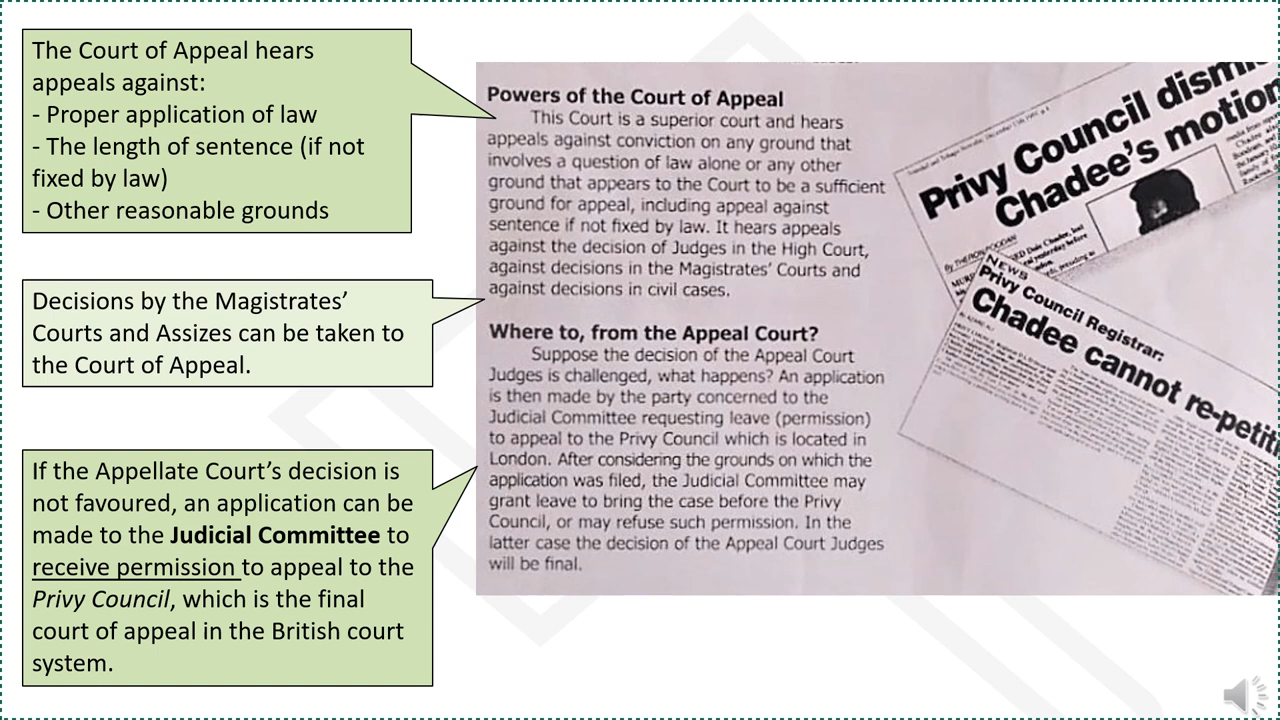 The Court of Appeal hears
appeals against:
- Proper application of law
- The length of sentence (if not
fixed by law)
- Other reasonable grounds
Decisions by the Magistrates’
Courts and Assizes can be taken to
the Court of Appeal.
If the Appellate Court’s decision is
not favoured, an application can be
made to the Judicial Committee to
receive permission to appeal to the
Privy Council, which is the final
court of appeal in the British court
system.
Powers of the Court of Appeal
This Court is a superior court and hears
appeals against conviction on any ground that
involves a question of law alone or any other
ground that appears to the Court to be a sufficient
ground for appeal, including appeal against
sentence if not fixed by law. It hears appeals
against the decision of Judges in the High Court,
against decisions in the Magistrates’ Courts and
against decisions in civil cases.
Where to, from the Appeal Court?
Suppose the decision of the Appeal Court
Judges is challenged, what happens? An application
is then made by the party concerned to the
Judicial Committee requesting leave (permission)
to appeal to the Privy Council which is located in
London. After considering the grounds on which the
application was filed, the Judicial Committee may
grant leave to bring the case before the Privy
Council, or may refuse such permission. In the
latter case the decision of the Appeal Court Judges
will be final.
Privy Council dismi
Chadee’s motion
NEWS
Privy Council Registrar:
Chadee cannot re-petiti